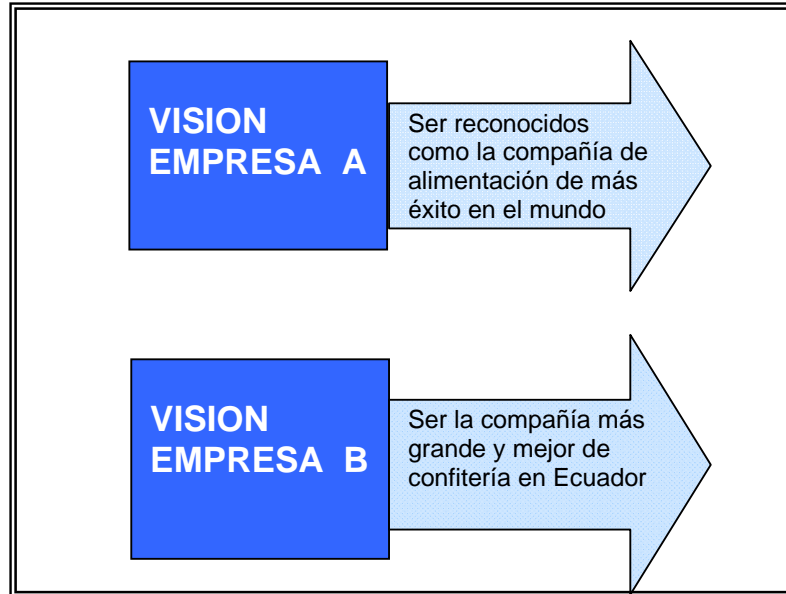 VISION
EMPRESA A
Ser reconocidos
como la compañía de
alimentación de más
éxito en el mundo
VISION
EMPRESA B
Ser la compañía más
grande y mejor de
confitería en Ecuador